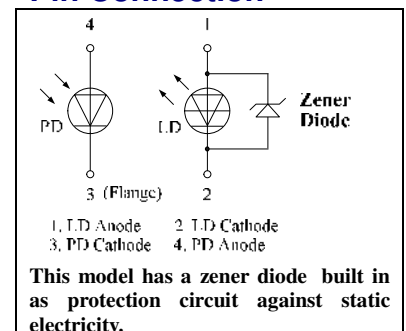 Pin Connection
4 1
PD LD Zener
Diode
3 (Flange) 2
1, LD Anode 2 LD Cathode
3, PD Cathode 4, PD Anode
This model has a zener diode built in
as protection circuit against static
electricity.